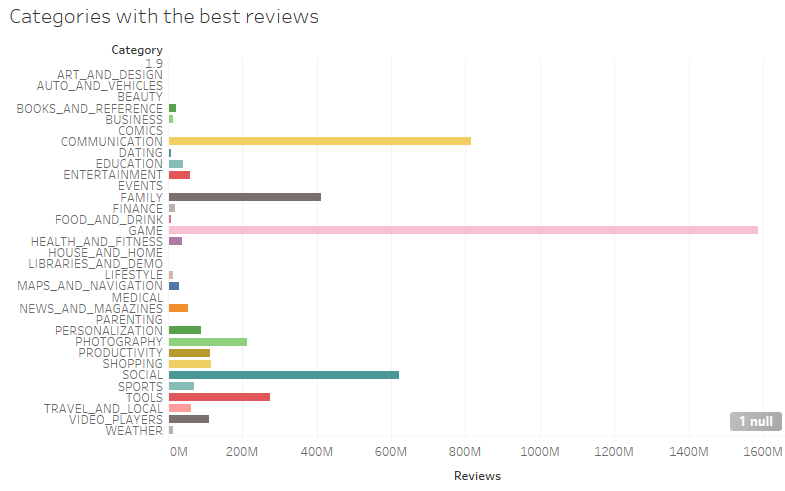 Categories with the best reviews
Category
1.9
ART_AND_DESIGN
AUTO_AND_VEHICLES
BEAUTY
BOOKS_AND_REFERENCE
BUSINESS
COMICS
COMMUNICATION
DATING
EDUCATION
ENTERTAINMENT
EVENTS
FAMILY
FINANCE
FOOD_AND_DRINK
GAME
HEALTH_AND_FITNESS
HOUSE_AND_HOME
LIBRARIES_AND_DEMO
LIFESTYLE
MAPS_AND_NAVIGATION
MEDICAL
NEWS_AND_MAGAZINES
PARENTING
PERSONALIZATION
PHOTOGRAPHY
PRODUCTIVITY
SHOPPING
SOCIAL
SPORTS
TOOLS
TRAVEL_AND_LOCAL
VIDEO_PLAYERS
WEATHER
1 null
0M 200M 400M 600M 800M 1000M 1200M 1400M 1600M
Reviews